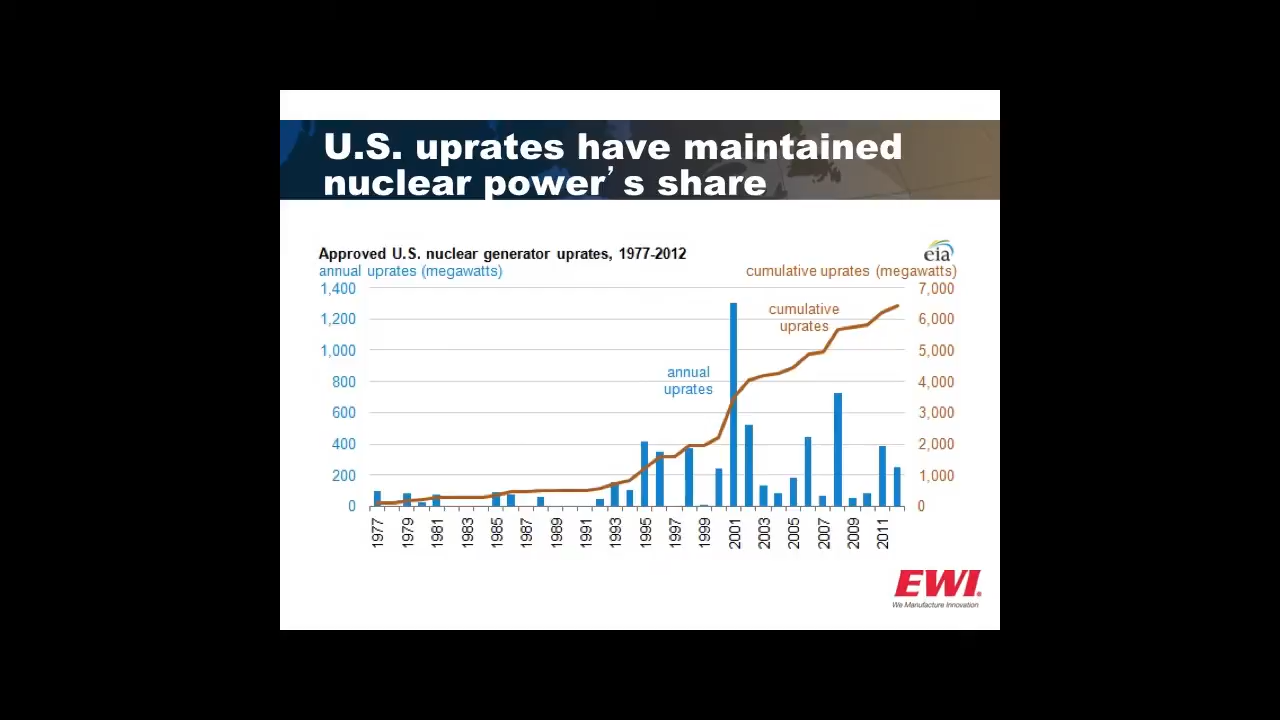 U.S. uprates have maintained
nuclear power's share
Approved U.S. nuclear generator uprates, 1977-2012
eia
annual uprates (megawatts)
cumulative uprates (megawatts)
1,400
1,200
1,000
800
600
400
200
0
7,000
6,000
5,000
4,000
3,000
2,000
1,000
0
cumulative
uprates
annual
uprates
1977
1979
1981
1983
1985
1987
1989
1991
1993
1995
1997
1999
2001
2003
2005
2007
2009
2011
EWI®
We Manufacture Innovation